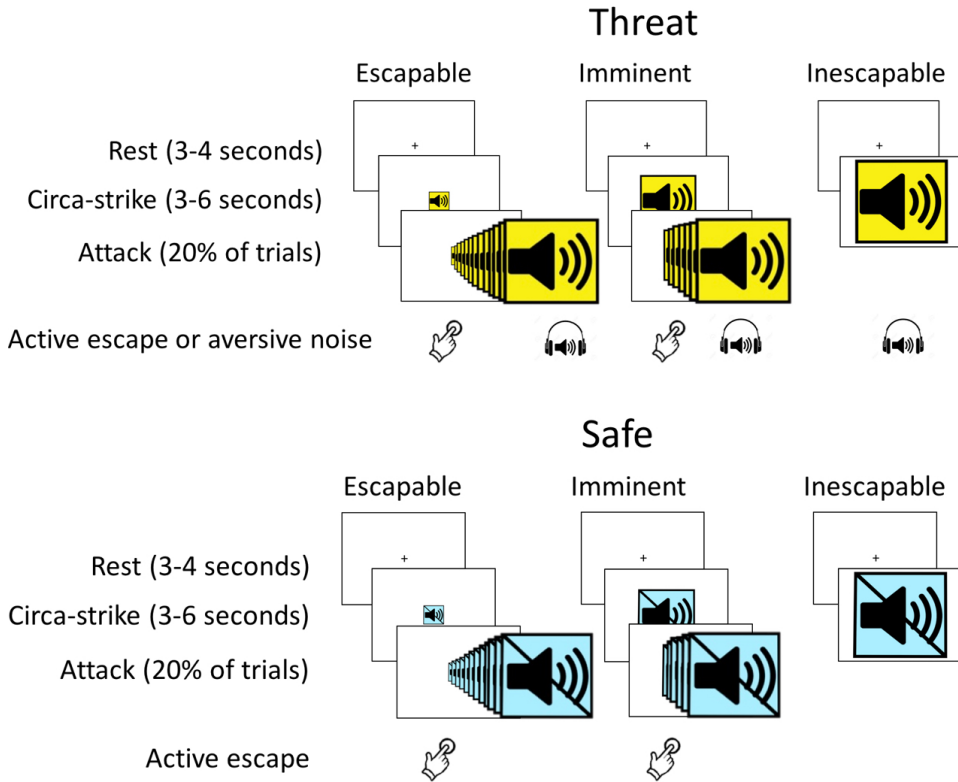 Threat
Escapable Imminent Inescapable
Rest (3-4 seconds)
Circa-strike (3-6 seconds)
Attack (20% of trials)
Active escape or aversive noise
Safe
Escapable Imminent Inescapable
Rest (3-4 seconds)
Circa-strike (3-6 seconds)
Attack (20% of trials)
Active escape